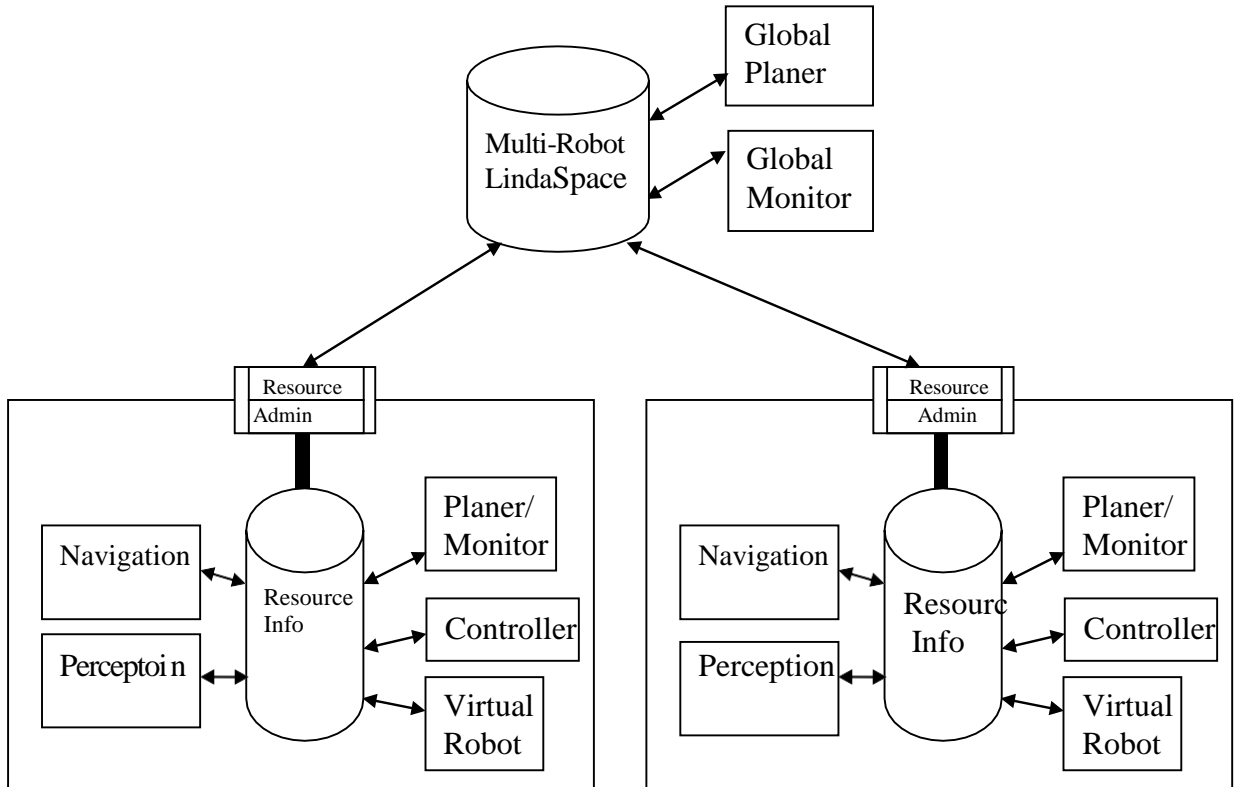 Global
Planer
Multi-Robot
LindaSpace
Global
Monitor
Resource
Admin
Planer/
Monitor
Navigation
Resource
Info
Controller
Perceptoin
Virtual
Robot
Resource
Admin
Planer/
Monitor
Navigation
Resourc
Info
Controller
Perception
Virtual
Robot